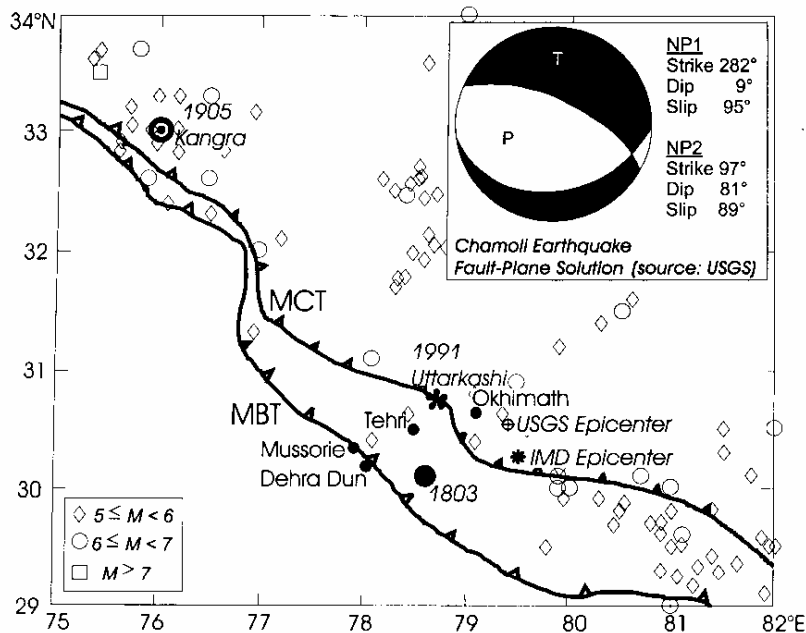 34°N
33
32
31
30
29
75
76
77
78
79
80
81
82°E
1905
Kangra
MCT
MBT
1991
Uttarkashi
Okhimath
Tehri
USGS Epicenter
IMD Epicenter
Mussorie
Dehra Dun
1803
5 ≤ M < 6
6 ≤ M < 7
M > 7
T
P
NP1
Strike 282°
Dip 9°
Slip 95°
NP2
Strike 97°
Dip 81°
Slip 89°
Chamoli Earthquake
Fault-Plane Solution (source: USGS)